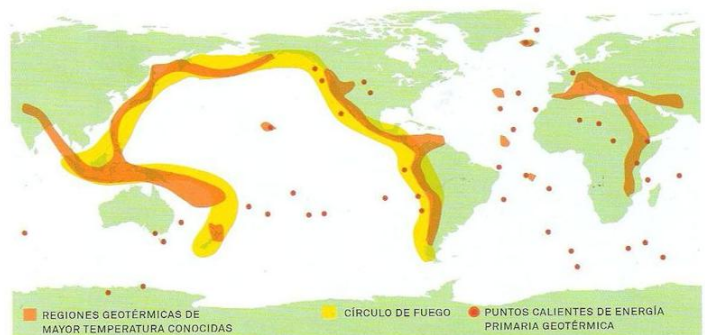 REGIONES GEOTÉRMICAS DE
MAYOR TEMPERATURA CONOCIDAS
CÍRCULO DE FUEGO
PUNTOS CALIENTES DE ENERGÍA
PRIMARIA GEOTÉRMICA